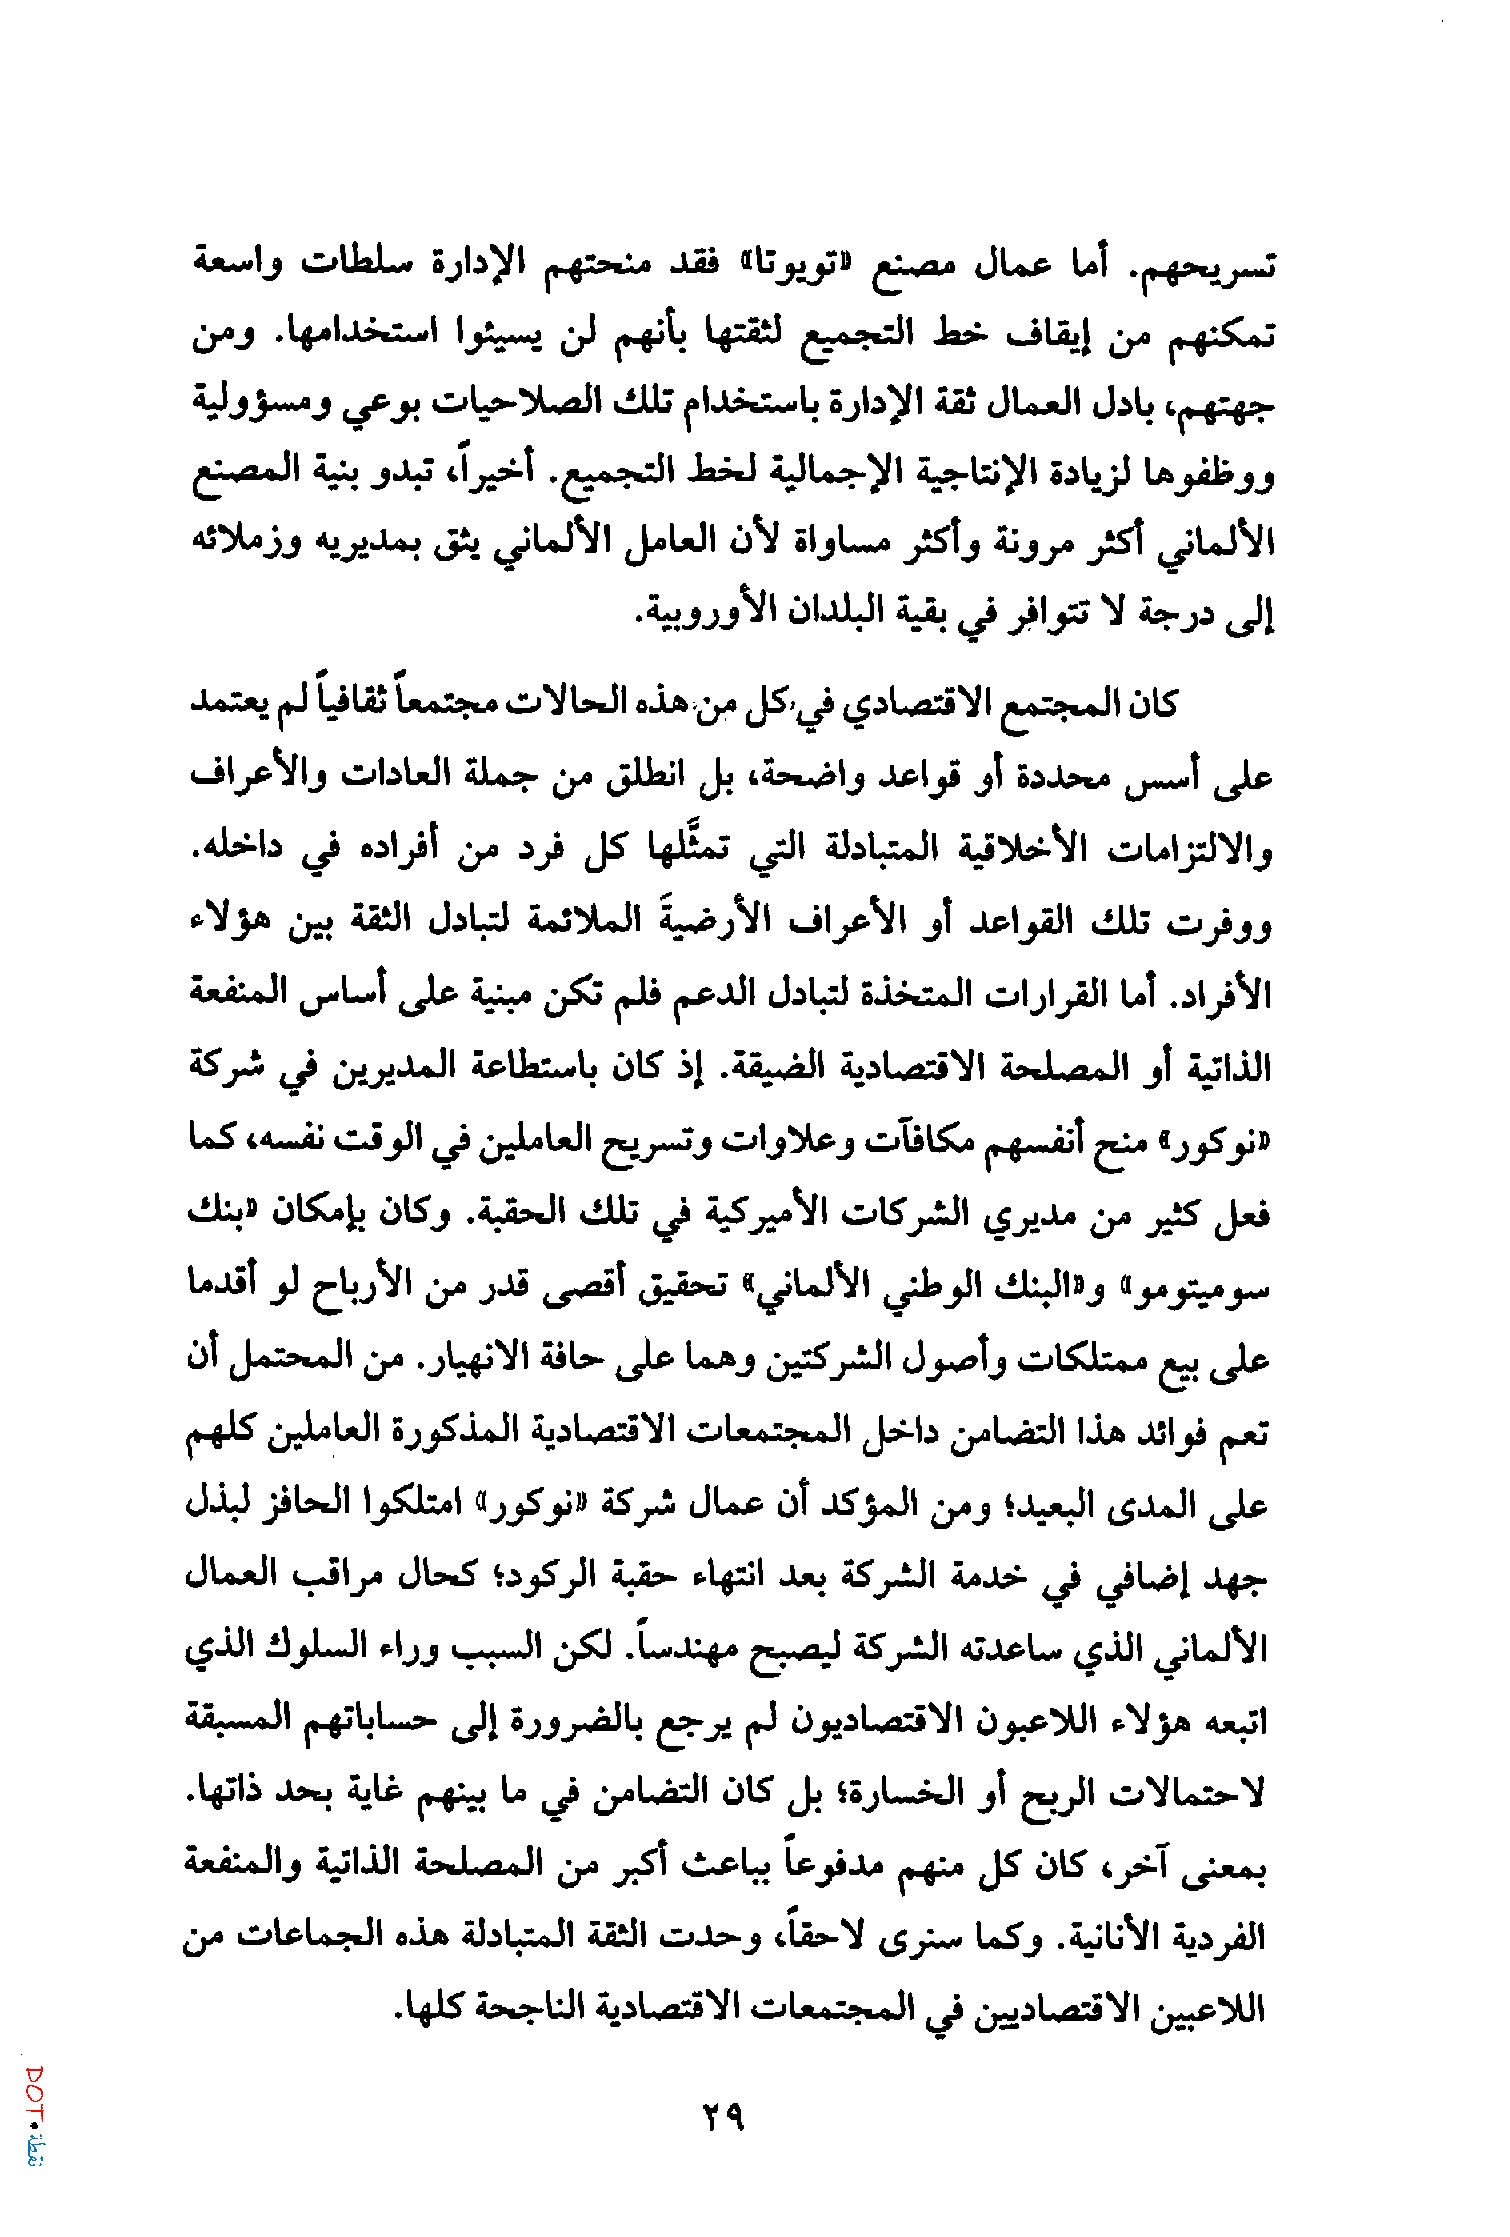 تسريحهم. أما عمال مصنع «تويوتا» فقد منحتهم الإدارة سلطات واسعة
تمكنهم من إيقاف خط التجميع لثقتها بأنهم لن يسيئوا استخدامها. ومن
جهتهم، بادل العمال ثقة الإدارة باستخدام تلك الصلاحيات بوعي ومسؤولية
ووظفوها لزيادة الإنتاجية الإجمالية لخط التجميع. أخيراً، تبدو بنية المصنع
الألماني أكثر مرونة وأكثر مساواة لأن العامل الألماني يثق بمديريه وزملائه
إلى درجة لا تتوافر في بقية البلدان الأوروبية.
كان المجتمع الاقتصادي في كل من هذه الحالات مجتمعاً ثقافياً لم يعتمد
على أسس محددة أو قواعد واضحة، بل انطلق من جملة العادات والأعراف
والالتزامات الأخلاقية المتبادلة التي تمثَّلها كل فرد من أفراده في داخله.
ووفرت تلك القواعد أو الأعراف الأرضيةَ الملائمة لتبادل الثقة بين هؤلاء
الأفراد. أما القرارات المتخذة لتبادل الدعم فلم تكن مبنية على أساس المنفعة
الذاتية أو المصلحة الاقتصادية الضيقة. إذ كان باستطاعة المديرين في شركة
«نوكور» منح أنفسهم مكافآت وعلاوات وتسريح العاملين في الوقت نفسه، كما
فعل كثير من مديري الشركات الأميركية في تلك الحقبة. وكان بإمكان «بنك
سوميتومو» و«البنك الوطني الألماني» تحقيق أقصى قدر من الأرباح لو أقدما
على بيع ممتلكات وأصول الشركتين وهما على حافة الانهيار. من المحتمل أن
تعم فوائد هذا التضامن داخل المجتمعات الاقتصادية المذكورة العاملين كلهم
على المدى البعيد؛ ومن المؤكد أن عمال شركة «نوكور» امتلكوا الحافز لبذل
جهد إضافي في خدمة الشركة بعد انتهاء حقبة الركود؛ كحال مراقب العمال
الألماني الذي ساعدته الشركة ليصبح مهندساً. لكن السبب وراء السلوك الذي
اتبعه هؤلاء اللاعبون الاقتصاديون لم يرجع بالضرورة إلى حساباتهم المسبقة
لاحتمالات الربح أو الخسارة؛ بل كان التضامن في ما بينهم غاية بحد ذاتها.
بمعنى آخر، كان كل منهم مدفوعاً بباعث أكبر من المصلحة الذاتية والمنفعة
الفردية الأنانية. وكما سنرى لاحقاً، وحدت الثقة المتبادلة هذه الجماعات من
اللاعبين الاقتصاديين في المجتمعات الاقتصادية الناجحة كلها.
٢٩
DOT•نقطة